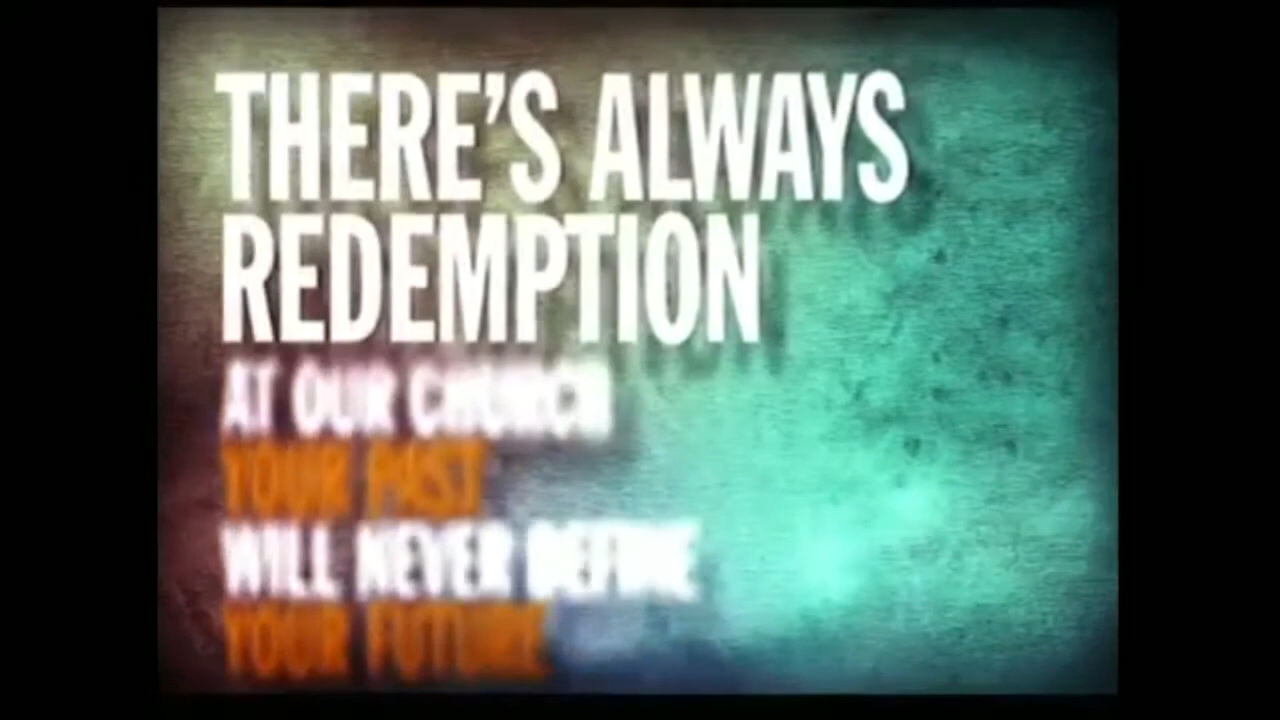 THERE'S ALWAYS
REDEMPTION
AT OUR CHURCH
YOUR PAST
WILL NEVER DEFINE
YOUR FUTURE